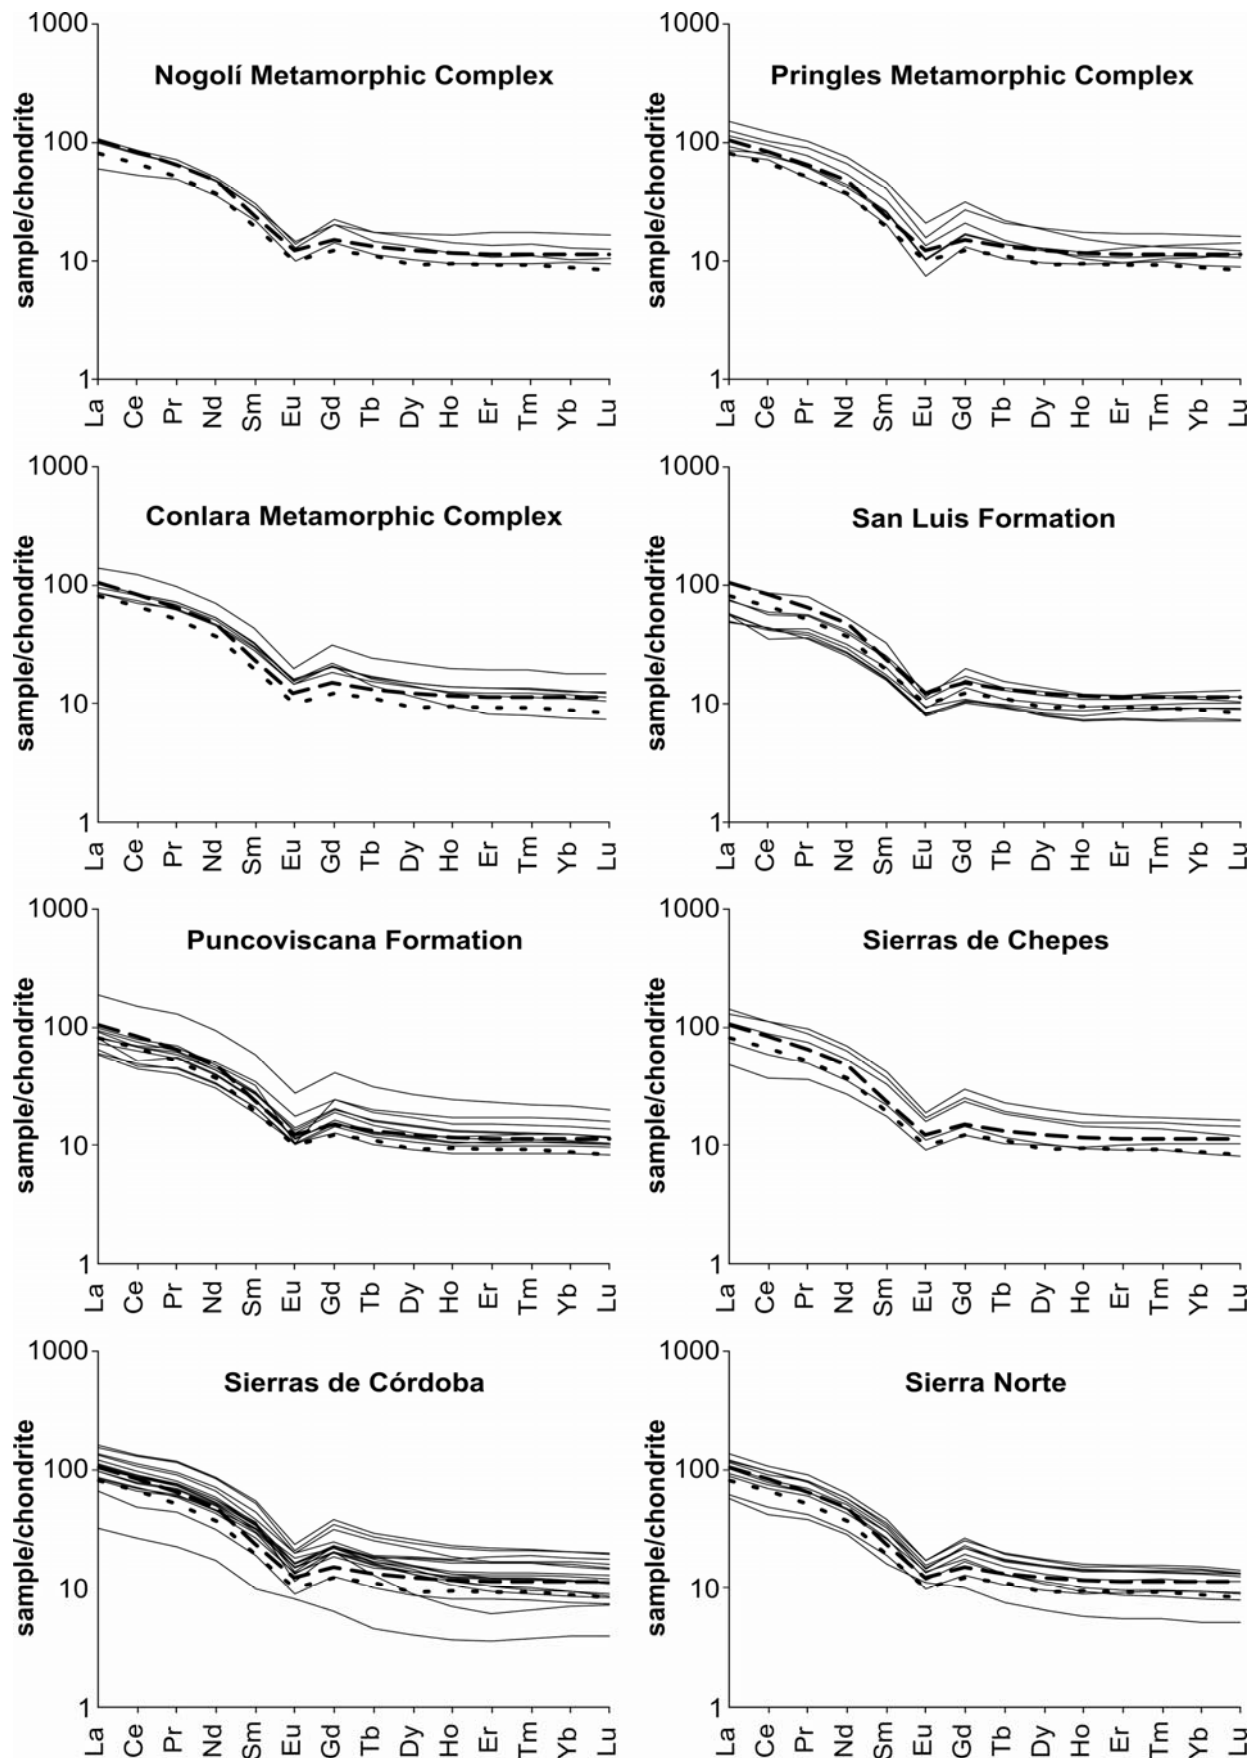 Nogolí Metamorphic Complex
sample/chondrite
1000
100
10
1
La Ce Pr Nd Sm Eu Gd Tb Dy Ho Er Tm Yb Lu
Pringles Metamorphic Complex
sample/chondrite
1000
100
10
1
La Ce Pr Nd Sm Eu Gd Tb Dy Ho Er Tm Yb Lu
Conlara Metamorphic Complex
sample/chondrite
1000
100
10
1
La Ce Pr Nd Sm Eu Gd Tb Dy Ho Er Tm Yb Lu
San Luis Formation
sample/chondrite
1000
100
10
1
La Ce Pr Nd Sm Eu Gd Tb Dy Ho Er Tm Yb Lu
Puncoviscana Formation
sample/chondrite
1000
100
10
1
La Ce Pr Nd Sm Eu Gd Tb Dy Ho Er Tm Yb Lu
Sierras de Chepes
sample/chondrite
1000
100
10
1
La Ce Pr Nd Sm Eu Gd Tb Dy Ho Er Tm Yb Lu
Sierras de Córdoba
sample/chondrite
1000
100
10
1
La Ce Pr Nd Sm Eu Gd Tb Dy Ho Er Tm Yb Lu
Sierra Norte
sample/chondrite
1000
100
10
1
La Ce Pr Nd Sm Eu Gd Tb Dy Ho Er Tm Yb Lu